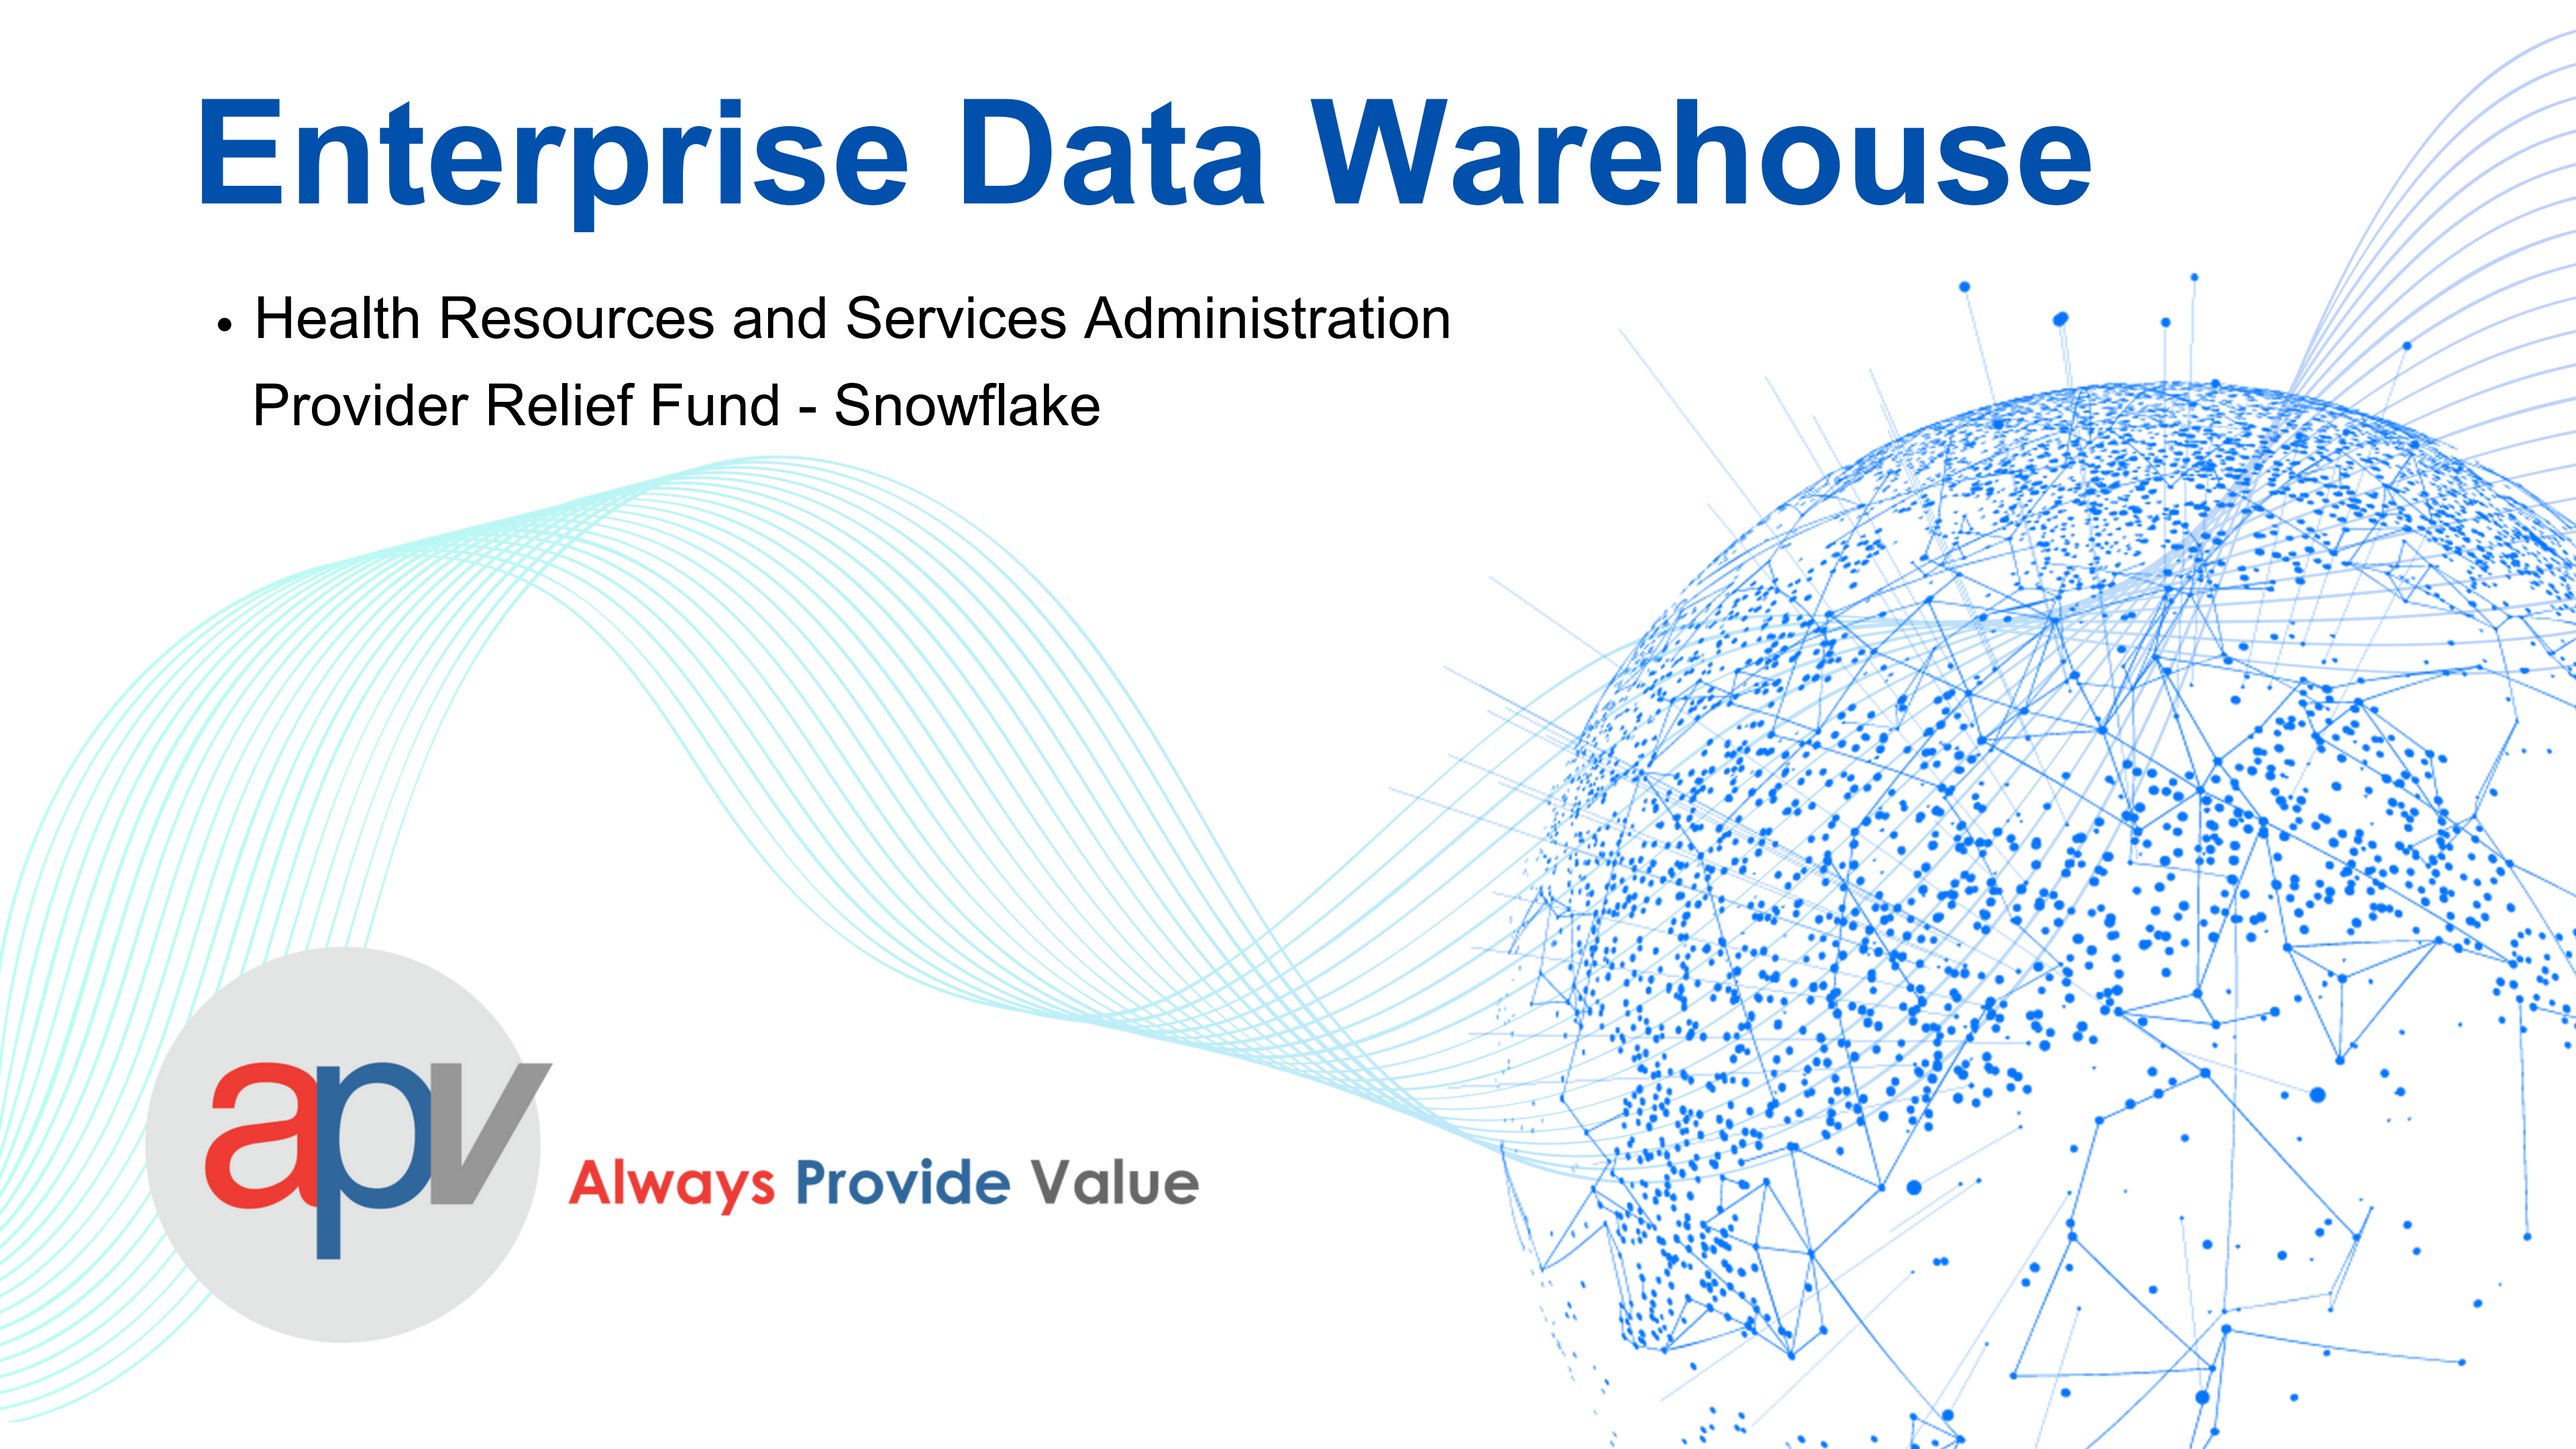 Enterprise Data Warehouse
• Health Resources and Services Administration
Provider Relief Fund - Snowflake
apv
Always Provide Value